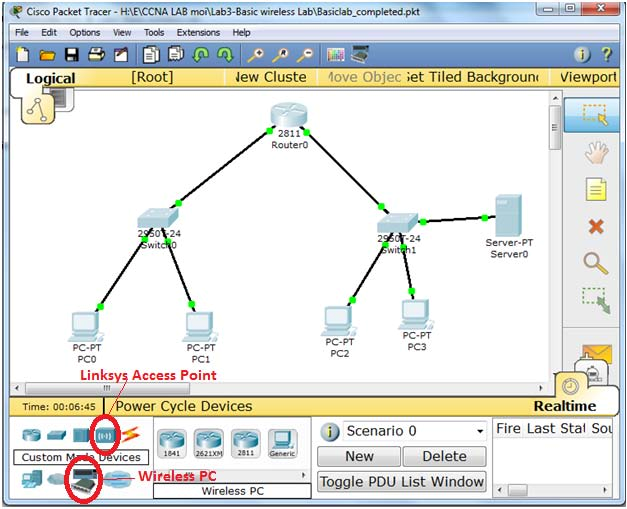 Cisco Packet Tracer - H:\E\CCNA LAB moi\Lab3-Basic wireless Lab\Basiclab_completed.pkt
File Edit Options View Tools Extensions Help
Logical [Root] New Cluster Move Objec Set Tiled Background Viewport
2811
Router0
2950T-24
Switch0
2950T-24
Switch1
Server-PT
Server0
PC-PT
PC0
PC-PT
PC1
PC-PT
PC2
PC-PT
PC3
Linksys Access Point
Time: 00:06:45 Power Cycle Devices Realtime
Custom Made Devices
1841 2621XM 2811 Generic
Wireless PC
Wireless PC
Scenario 0
New Delete
Toggle PDU List Window
Fire Last Stat Sou